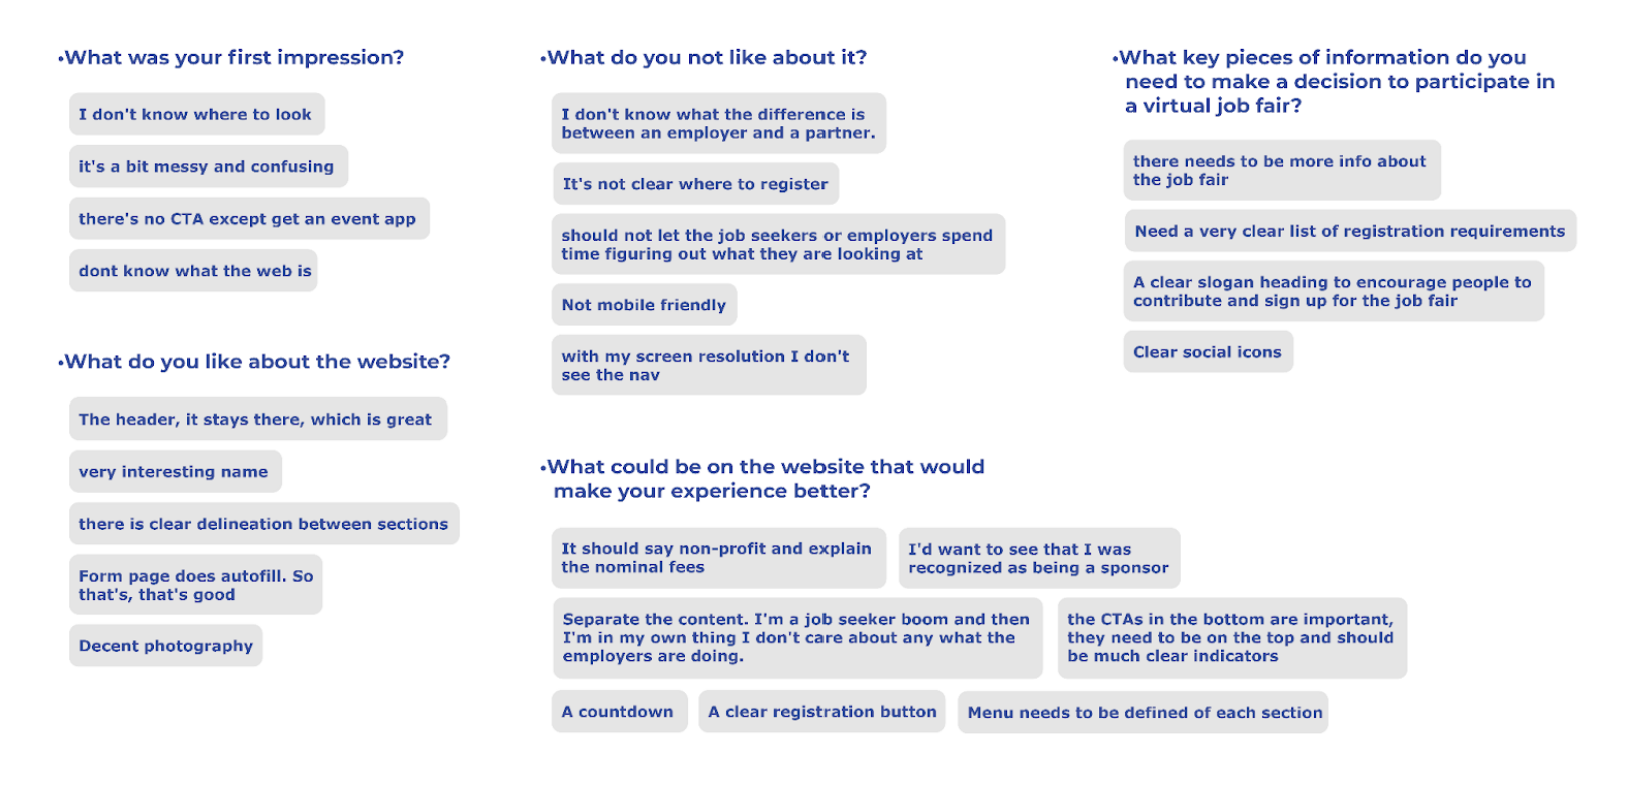 •What was your first impression?
I don't know where to look
it's a bit messy and confusing
there's no CTA except get an event app
dont know what the web is
•What do you like about the website?
The header, it stays there, which is great
very interesting name
there is clear delineation between sections
Form page does autofill. So
that's, that's good
Decent photography
•What do you not like about it?
I don't know what the difference is
between an employer and a partner.
It's not clear where to register
should not let the job seekers or employers spend
time figuring out what they are looking at
Not mobile friendly
with my screen resolution I don't
see the nav
•What could be on the website that would
make your experience better?
It should say non-profit and explain
the nominal fees
I'd want to see that I was
recognized as being a sponsor
Separate the content. I'm a job seeker boom and then
I'm in my own thing I don't care about any what the
employers are doing.
the CTAs in the bottom are important,
they need to be on the top and should
be much clear indicators
A countdown
A clear registration button
Menu needs to be defined of each section
•What key pieces of information do you
need to make a decision to participate in
a virtual job fair?
there needs to be more info about
the job fair
Need a very clear list of registration requirements
A clear slogan heading to encourage people to
contribute and sign up for the job fair
Clear social icons